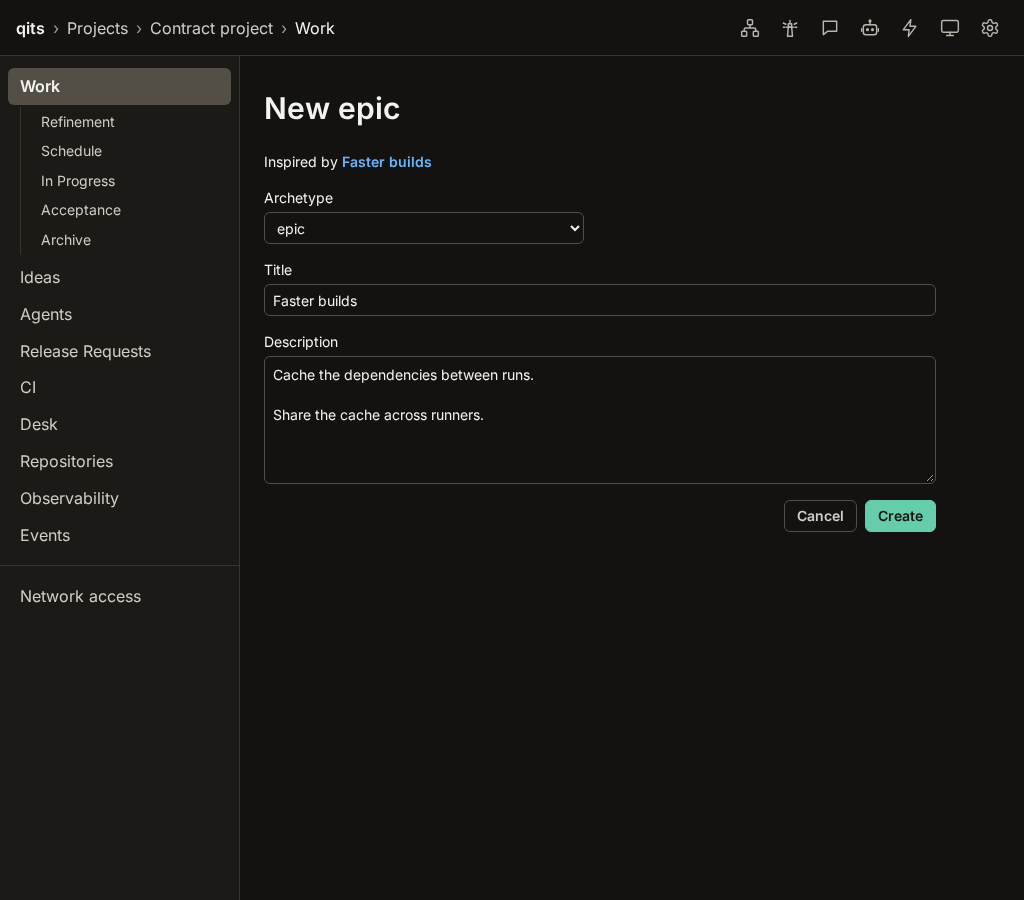 qits › Projects › Contract project › Work
Work
Refinement
Schedule
In Progress
Acceptance
Archive
Ideas
Agents
Release Requests
CI
Desk
Repositories
Observability
Events
Network access
New epic
Inspired by Faster builds
Archetype
epic
Title
Faster builds
Description
Cache the dependencies between runs.
Share the cache across runners.
Cancel
Create